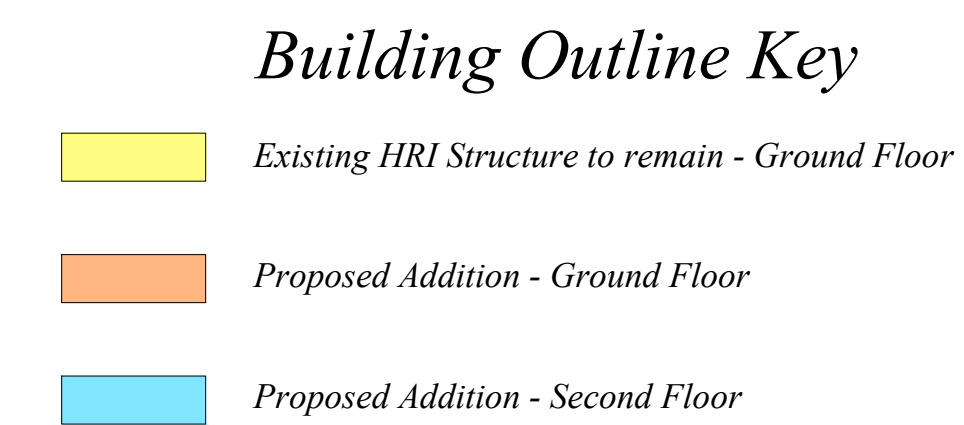 Building Outline Key
Existing HRI Structure to remain - Ground Floor
Proposed Addition - Ground Floor
Proposed Addition - Second Floor